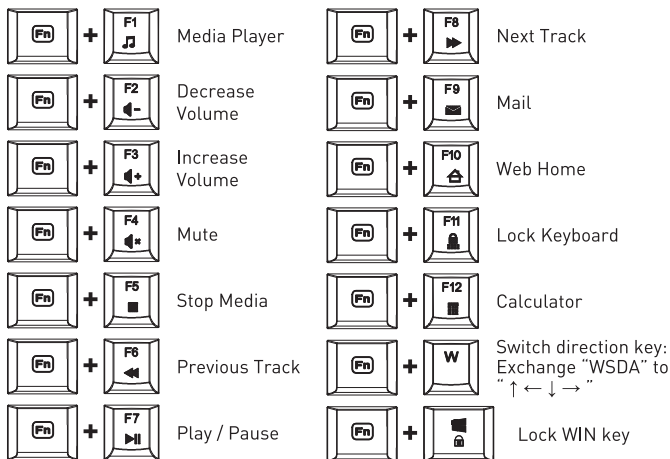 Fn + F1 Media Player
Fn + F2 Decrease
Volume
Fn + F3 Increase
Volume
Fn + F4 Mute
Fn + F5 Stop Media
Fn + F6 Previous Track
Fn + F7 Play / Pause
Fn + F8 Next Track
Fn + F9 Mail
Fn + F10 Web Home
Fn + F11 Lock Keyboard
Fn + F12 Calculator
Fn + W Switch direction key:
Exchange “WSDA” to
“ ↑ ← ↓ → ”
Fn + Lock WIN key